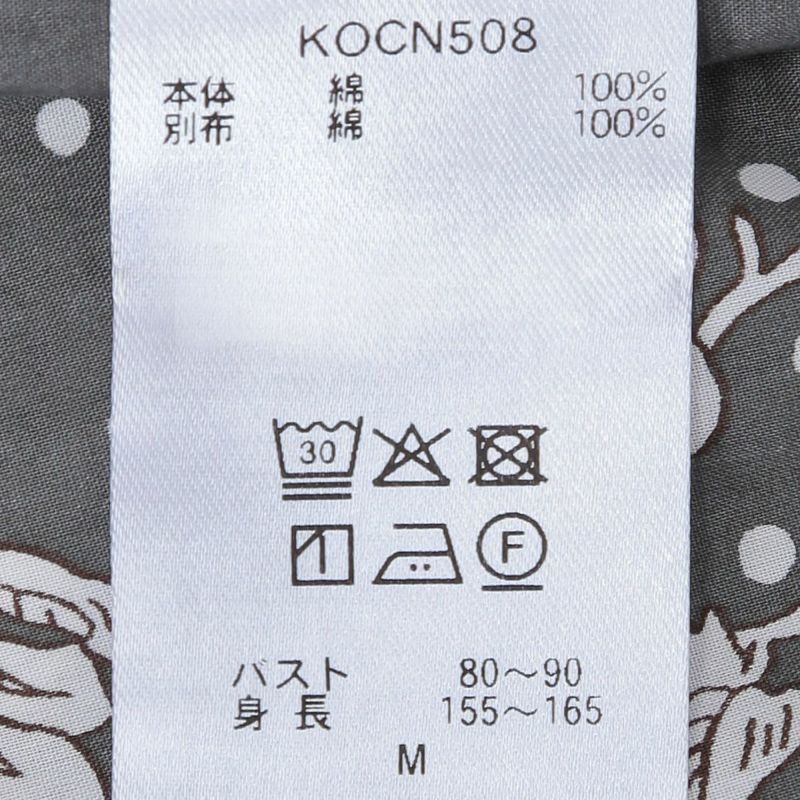 KOCN508
本体 綿 100%
別布 綿 100%
30
F
バスト 80～90
身長 155～165
M